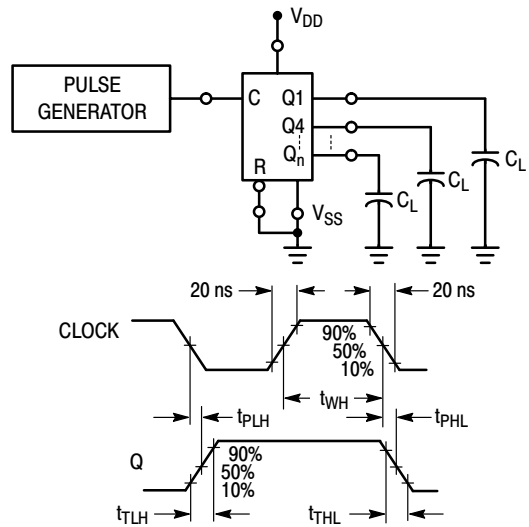 V_DD
PULSE
GENERATOR
C
Q1
Q4
Q_n
R
V_SS
C_L
C_L
C_L
20 ns
20 ns
CLOCK
90%
50%
10%
t_WH
t_PLH
t_PHL
Q
90%
50%
10%
t_TLH
t_THL